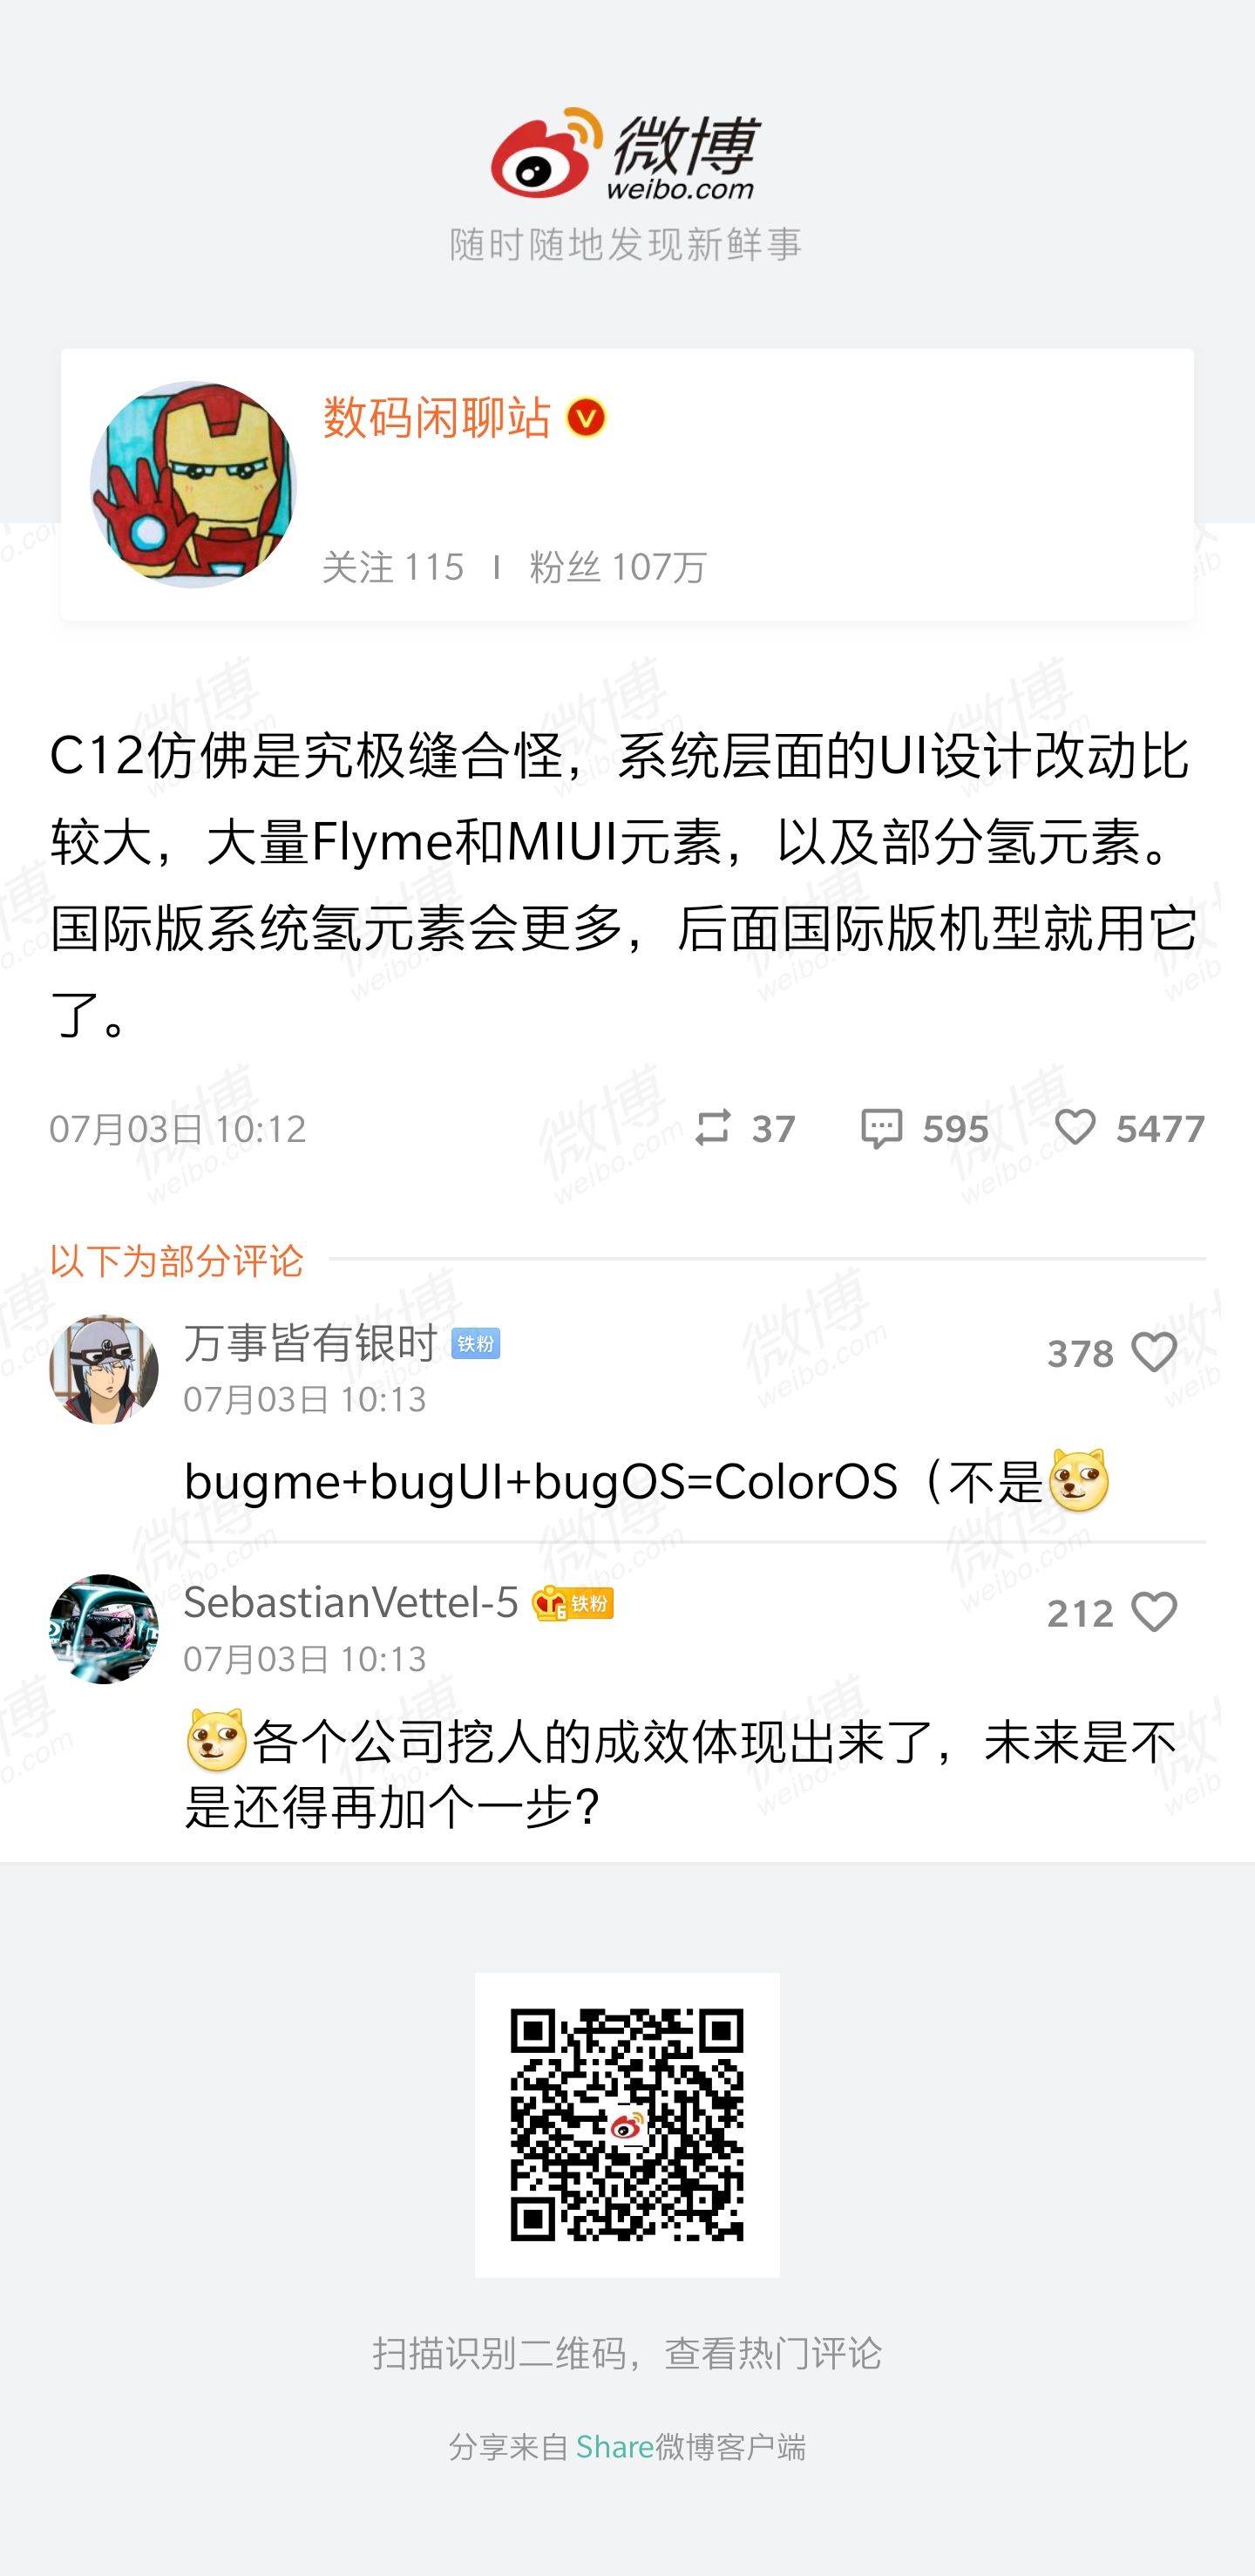 微博
weibo.com
随时随地发现新鲜事
数码闲聊站
关注 115 | 粉丝 107万
C12仿佛是究极缝合怪，系统层面的UI设计改动比
较大，大量Flyme和MIUI元素，以及部分氢元素。
国际版系统氢元素会更多，后面国际版机型就用它
了。
07月03日 10:12 37 595 5477
以下为部分评论
万事皆有银时 铁粉 378
07月03日 10:13
bugme+bugUI+bugOS=ColorOS（不是
SebastianVettel-5 6 铁粉 212
07月03日 10:13
各个公司挖人的成效体现出来了，未来是不
是还得再加个一步？
扫描识别二维码，查看热门评论
分享来自 Share微博客户端